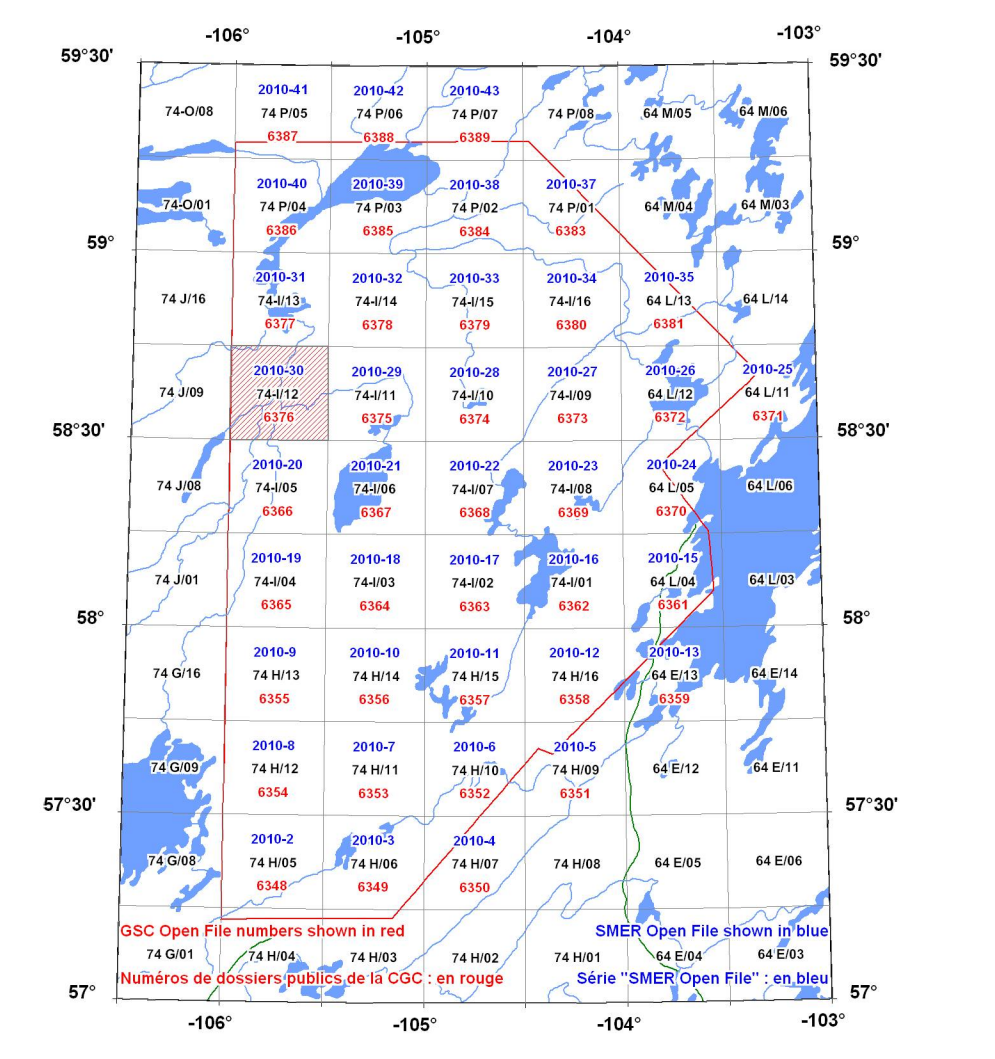 -106° -105° -104° -103°
59°30' 59°30'
2010-41 2010-42 2010-43
74-O/08 74 P/05 74 P/06 74 P/07 74 P/08 64 M/05 64 M/06
6387 6388 6389
2010-40 2010-39 2010-38 2010-37
74-O/01 74 P/04 74 P/03 74 P/02 74 P/01 64 M/04 64 M/03
6386 6385 6384 6383
59° 59°
2010-31 2010-32 2010-33 2010-34 2010-35
74 J/16 74-I/13 74-I/14 74-I/15 74-I/16 64 L/13 64 L/14
6377 6378 6379 6380 6381
2010-30 2010-29 2010-28 2010-27 2010-26 2010-25
74 J/09 74-I/12 74-I/11 74-I/10 74-I/09 64 L/12 64 L/11
6376 6375 6374 6373 6372 6371
58°30' 58°30'
2010-20 2010-21 2010-22 2010-23 2010-24
74 J/08 74-I/05 74-I/06 74-I/07 74-I/08 64 L/05 64 L/06
6366 6367 6368 6369 6370
2010-19 2010-18 2010-17 2010-16 2010-15
74 J/01 74-I/04 74-I/03 74-I/02 74-I/01 64 L/04 64 L/03
6365 6364 6363 6362 6361
58° 58°
2010-9 2010-10 2010-11 2010-12 2010-13
74 G/16 74 H/13 74 H/14 74 H/15 74 H/16 64 E/13 64 E/14
6355 6356 6357 6358 6359
2010-8 2010-7 2010-6 2010-5
74 G/09 74 H/12 74 H/11 74 H/10 74 H/09 64 E/12 64 E/11
6354 6353 6352 6351
57°30' 57°30'
2010-2 2010-3 2010-4
74 G/08 74 H/05 74 H/06 74 H/07 74 H/08 64 E/05 64 E/06
6348 6349 6350
GSC Open File numbers shown in red SMER Open File shown in blue
74 G/01 74 H/04 74 H/03 74 H/02 74 H/01 64 E/04 64 E/03
Numéros de dossiers publics de la CGC : en rouge Série "SMER Open File" : en bleu
57° 57°
-106° -105° -104° -103°